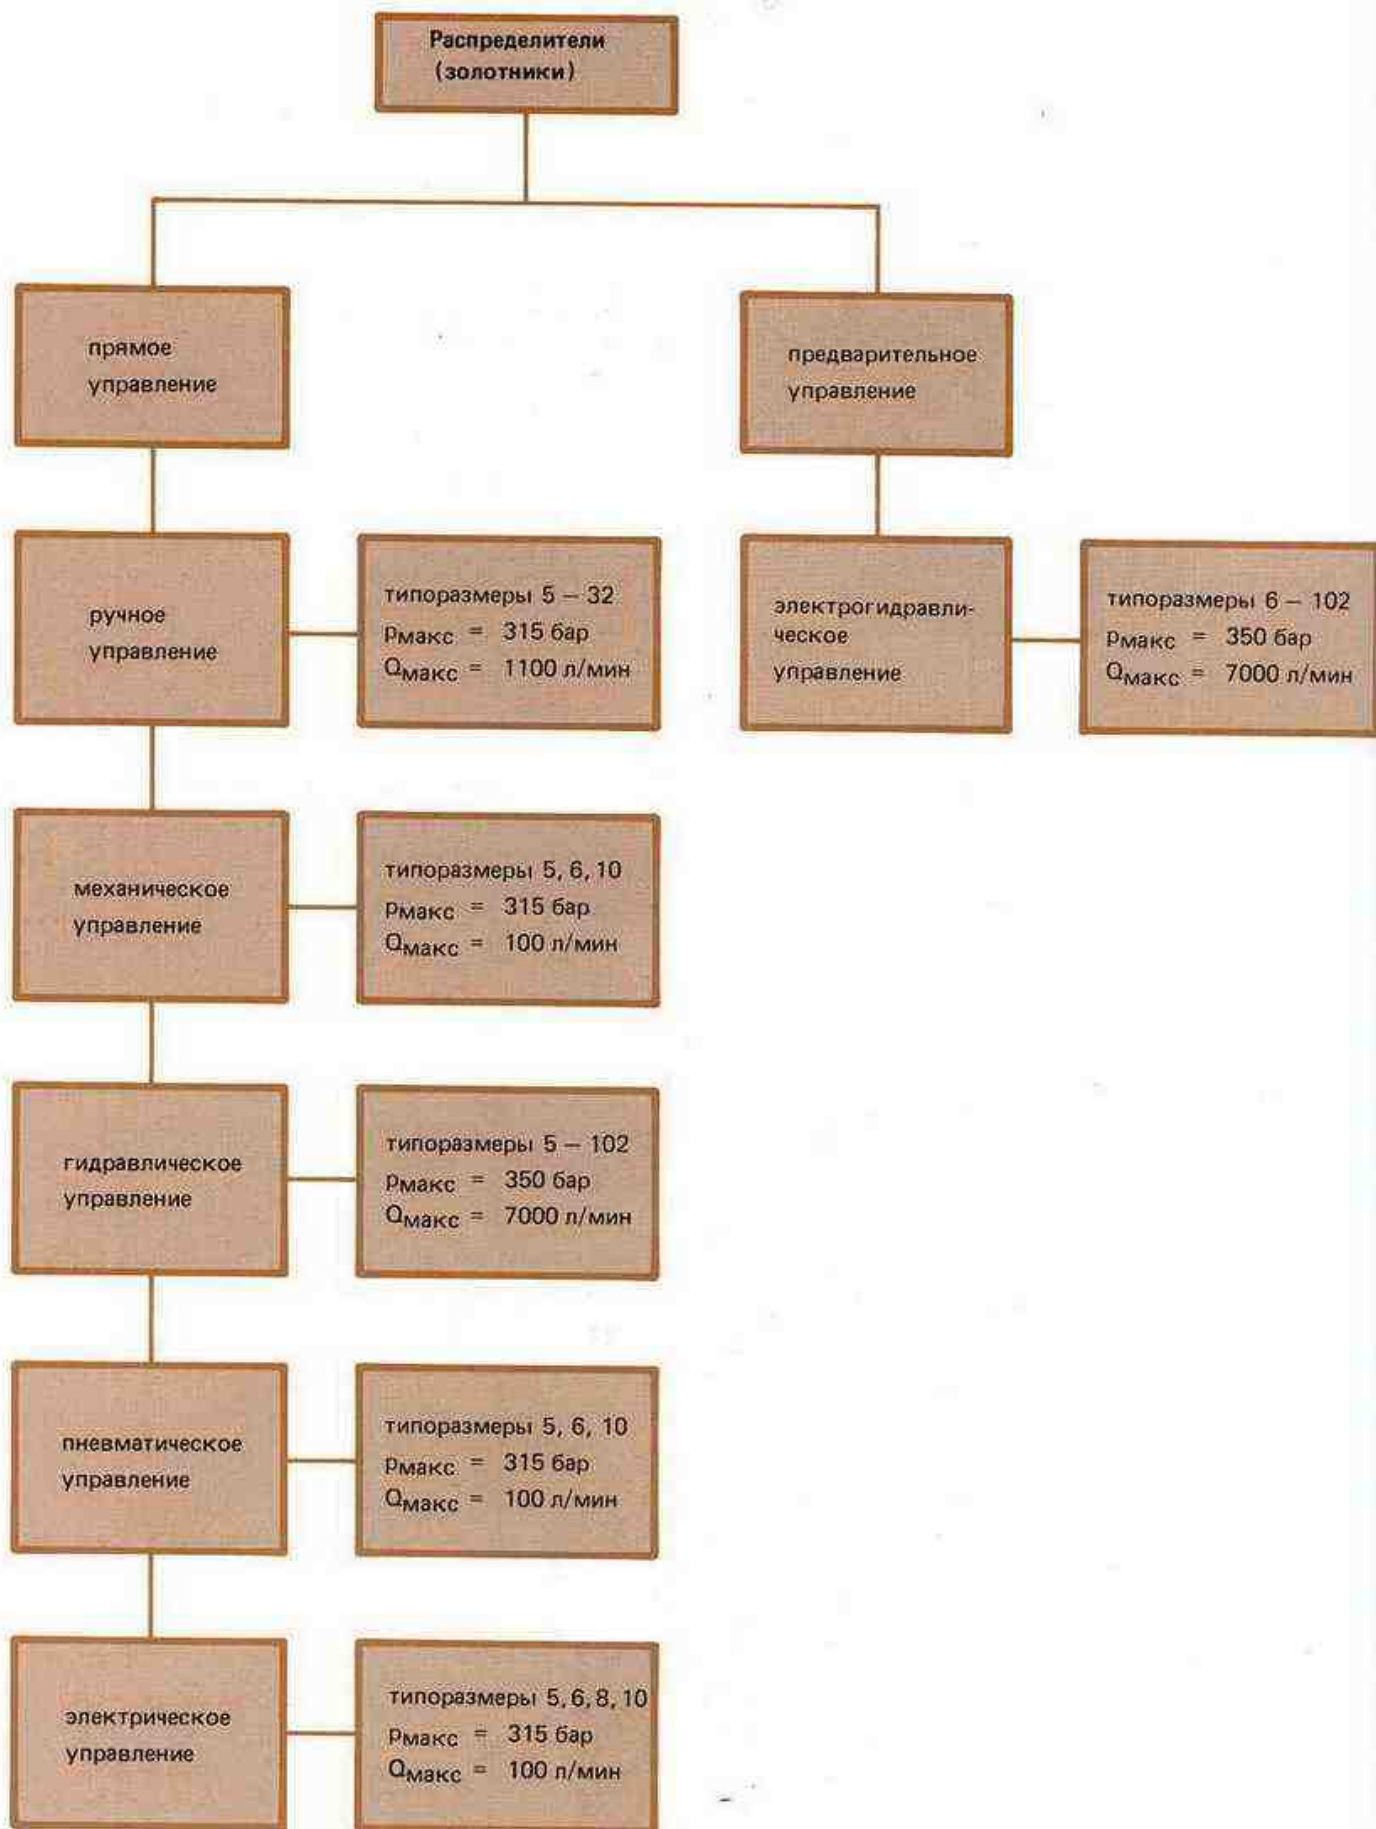 Распределители
(золотники)
прямое
управление
предварительное
управление
ручное
управление
типоразмеры 5 – 32
pмакс = 315 бар
Qмакс = 1100 л/мин
электрогидравли-
ческое
управление
типоразмеры 6 – 102
pмакс = 350 бар
Qмакс = 7000 л/мин
механическое
управление
типоразмеры 5, 6, 10
pмакс = 315 бар
Qмакс = 100 л/мин
гидравлическое
управление
типоразмеры 5 – 102
pмакс = 350 бар
Qмакс = 7000 л/мин
пневматическое
управление
типоразмеры 5, 6, 10
pмакс = 315 бар
Qмакс = 100 л/мин
электрическое
управление
типоразмеры 5, 6, 8, 10
pмакс = 315 бар
Qмакс = 100 л/мин